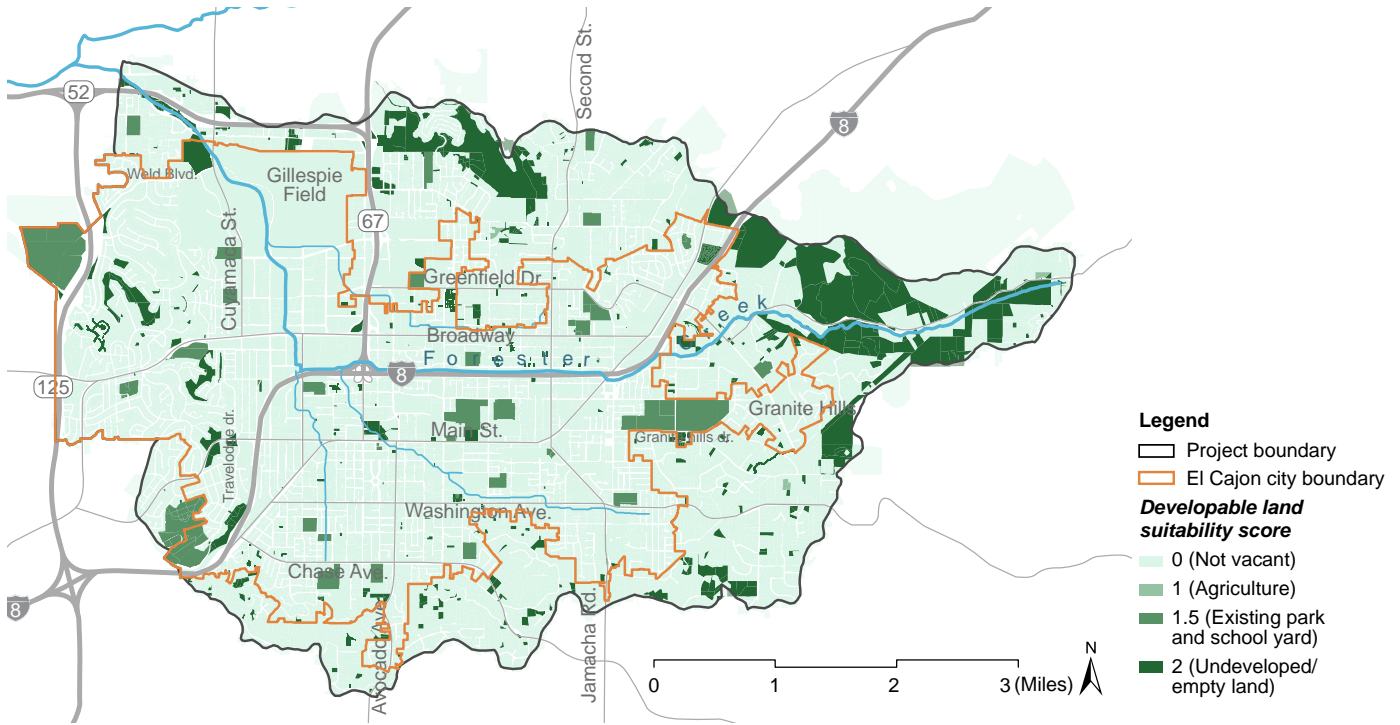 Second St.
52
8
Weld Blvd.
Gillespie
Field
67
Cuyamaca St.
Greenfield Dr
Broadway
Forester Creek
8
125
Granite Hills
Main St.
Granite hills dr.
Travelodge dr.
Washington Ave.
Chase Ave.
8
Avocado Ave
Jamacha Rd.
0 1 2 3 (Miles)
N
Legend
Project boundary
El Cajon city boundary
Developable land
suitability score
0 (Not vacant)
1 (Agriculture)
1.5 (Existing park
and school yard)
2 (Undeveloped/
empty land)